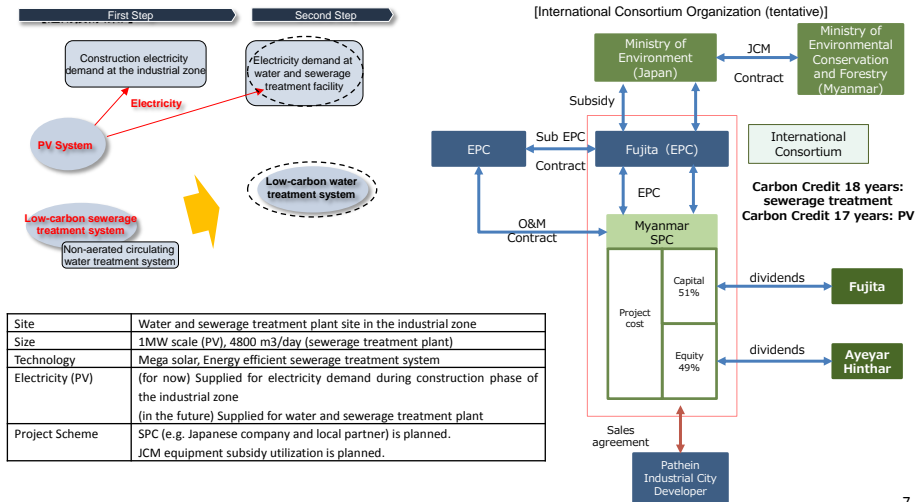 First Step
Second Step
Construction electricity
demand at the industrial zone
Electricity demand at
water and sewerage
treatment facility
Electricity
PV System
Low-carbon water
treatment system
Low-carbon sewerage
treatment system
Non-aerated circulating
water treatment system
Site
Water and sewerage treatment plant site in the industrial zone
Size
1MW scale (PV), 4800 m3/day (sewerage treatment plant)
Technology
Mega solar, Energy efficient sewerage treatment system
Electricity (PV)
(for now) Supplied for electricity demand during construction phase of
the industrial zone
(in the future) Supplied for water and sewerage treatment plant
Project Scheme
SPC (e.g. Japanese company and local partner) is planned.
JCM equipment subsidy utilization is planned.
[International Consortium Organization (tentative)]
Ministry of
Environment
(Japan)
JCM
Contract
Ministry of
Environmental
Conservation
and Forestry
(Myanmar)
Subsidy
EPC
Sub EPC
Contract
Fujita (EPC)
International
Consortium
EPC
Carbon Credit 18 years:
sewerage treatment
Carbon Credit 17 years: PV
O&M
Contract
Myanmar
SPC
Project
cost
Capital
51%
dividends
Fujita
Equity
49%
dividends
Ayeyar
Hinthar
Sales
agreement
Pathein
Industrial City
Developer
7